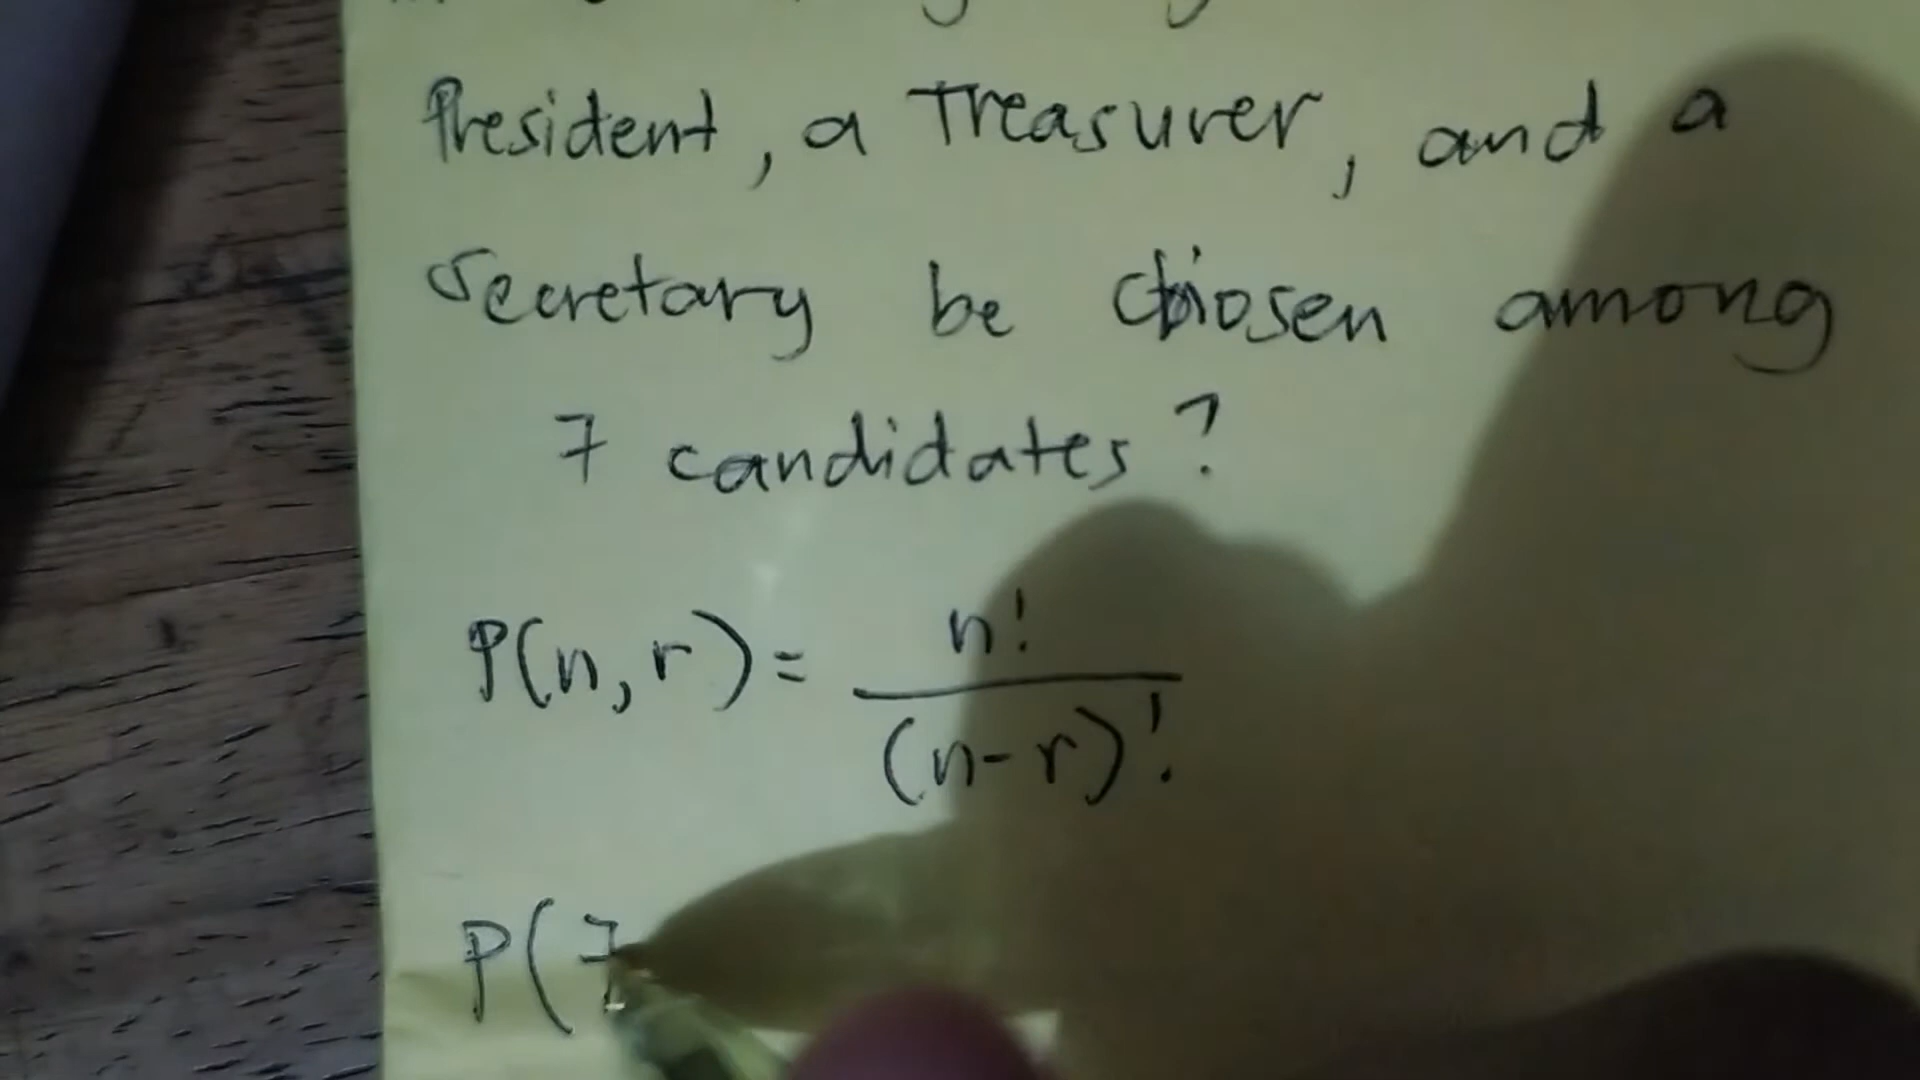 President, a Treasurer, and a
Secretary be chosen among
7 candidates?
P(n,r) = n!
(n-r)!
P(7